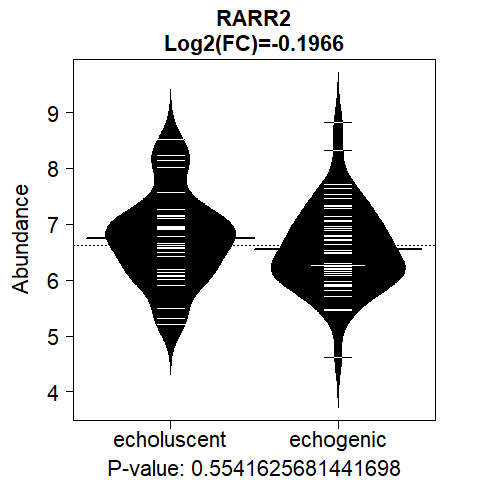 RARR2
Log2(FC)=-0.1966
Abundance
9
8
7
6
5
4
echoluscent echogenic
P-value: 0.5541625681441698